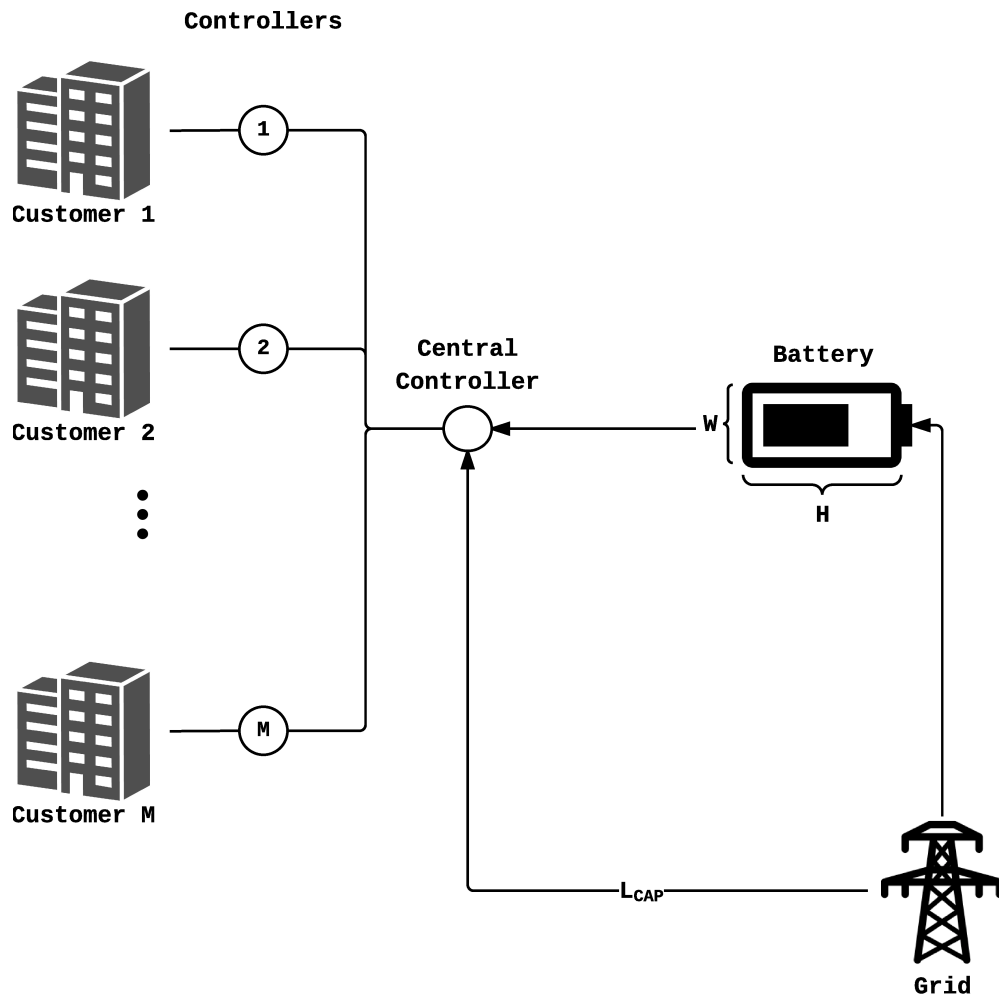 Controllers
1
Customer 1
2
Customer 2
Central
Controller
Battery
W
H
M
Customer M
LCAP
Grid